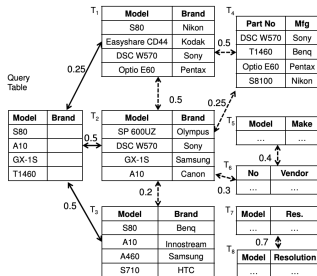 T1
Model Brand
S80 Nikon
Easyshare CD44 Kodak
DSC W570 Sony
Optio E60 Pentax
T4
Part No Mfg
DSC W570 Sony
T1460 Benq
Optio E60 Pentax
S8100 Nikon
0.25
0.5
0.5
0.25
Query
Table
Model Brand
S80
A10
GX-1S
T1460
0.5
T2
Model Brand
SP 600UZ Olympus
DSC W570 Sony
GX-1S Samsung
A10 Canon
T5
Model Make
... ...
0.4
T6
No Vendor
... ...
0.3
0.2
0.5
T3
Model Brand
S80 Benq
A10 Innostream
A460 Samsung
S710 HTC
T7
Model Res.
... ...
0.7
T8
Model Resolution
... ...